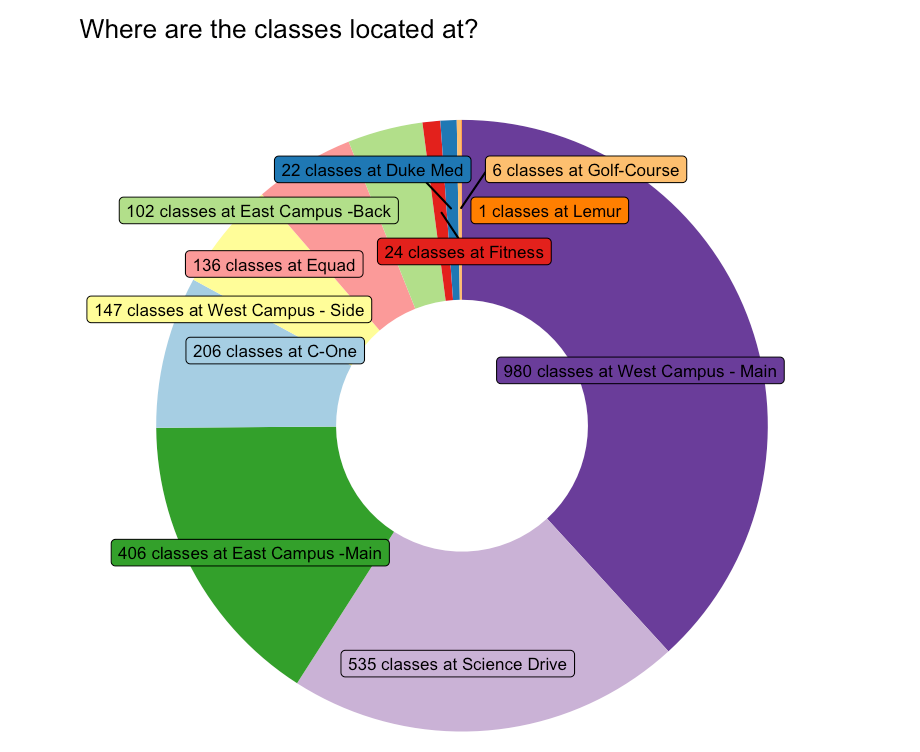 Where are the classes located at?
22 classes at Duke Med
6 classes at Golf-Course
102 classes at East Campus -Back
1 classes at Lemur
24 classes at Fitness
136 classes at Equad
147 classes at West Campus - Side
206 classes at C-One
980 classes at West Campus - Main
406 classes at East Campus -Main
535 classes at Science Drive